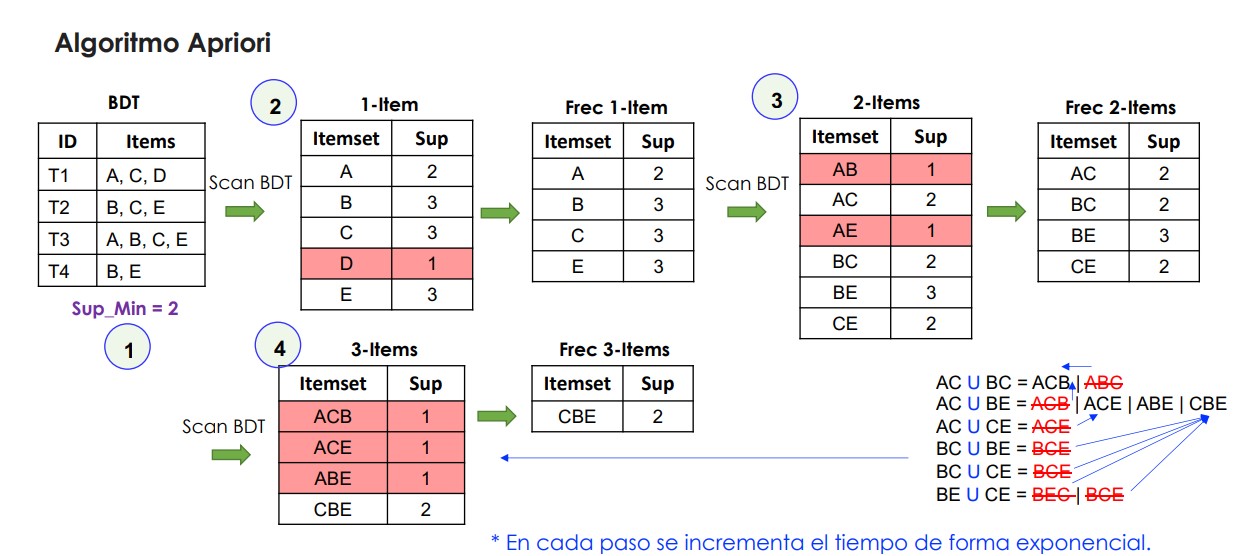 Algoritmo Apriori
BDT
ID Items
T1 A, C, D
T2 B, C, E
T3 A, B, C, E
T4 B, E
Sup_Min = 2
1
Scan BDT
2
1-Item
Itemset Sup
A 2
B 3
C 3
D 1
E 3
Frec 1-Item
Itemset Sup
A 2
B 3
C 3
E 3
Scan BDT
3
2-Items
Itemset Sup
AB 1
AC 2
AE 1
BC 2
BE 3
CE 2
Frec 2-Items
Itemset Sup
AC 2
BC 2
BE 3
CE 2
Scan BDT
4
3-Items
Itemset Sup
ACB 1
ACE 1
ABE 1
CBE 2
Frec 3-Items
Itemset Sup
CBE 2
AC U BC = ACB | ABC
AC U BE = ACB | ACE | ABE | CBE
AC U CE = ACE
BC U BE = BCE
BC U CE = BCE
BE U CE = BEC | BCE
* En cada paso se incrementa el tiempo de forma exponencial.